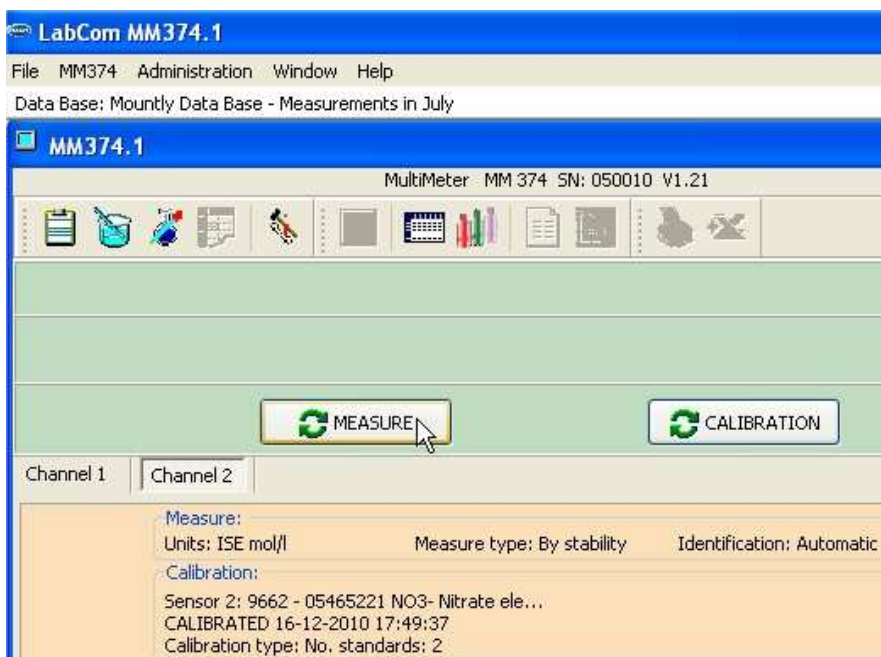 LabCom MM374.1
File MM374 Administration Window Help
Data Base: Mountly Data Base - Measurements in July
MM374.1
MultiMeter MM 374 SN: 050010 V1.21
MEASURE CALIBRATION
Channel 1 Channel 2
Measure:
Units: ISE mol/l Measure type: By stability Identification: Automatic
Calibration:
Sensor 2: 9662 - 05465221 NO3- Nitrate ele...
CALIBRATED 16-12-2010 17:49:37
Calibration type: No. standards: 2